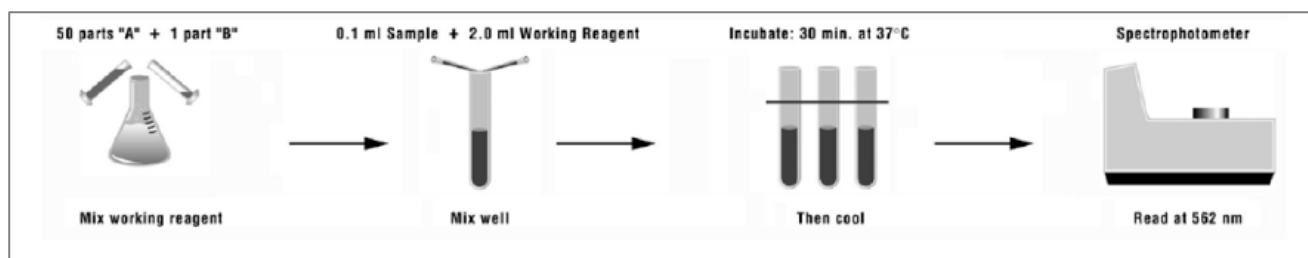 50 parts "A" + 1 part "B"
0.1 ml Sample + 2.0 ml Working Reagent
Incubate: 30 min. at 37°C
Spectrophotometer
Mix working reagent
Mix well
Then cool
Read at 562 nm